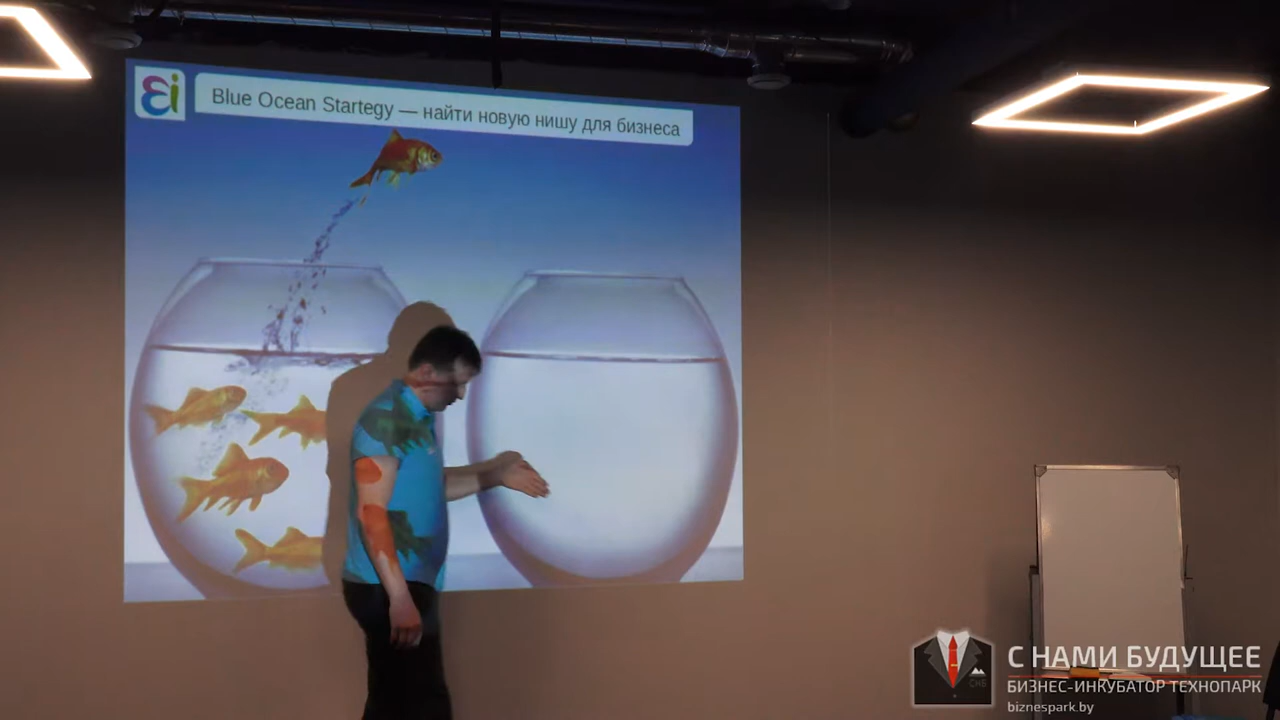 Blue Ocean Startegy — найти новую нишу для бизнеса
С НАМИ БУДУЩЕЕ
БИЗНЕС-ИНКУБАТОР ТЕХНОПАРК
biznespark.by